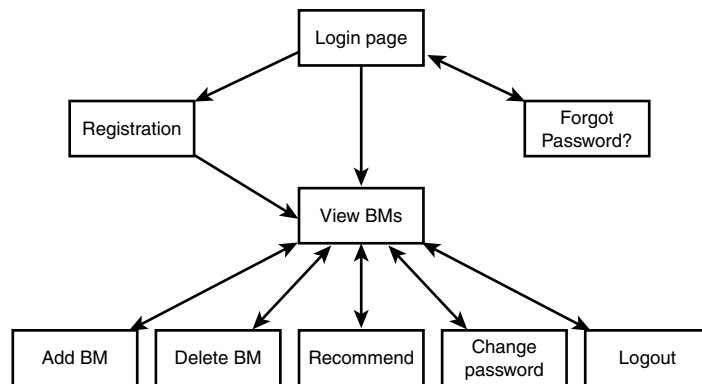 Login page
Registration
Forgot
Password?
View BMs
Add BM
Delete BM
Recommend
Change
password
Logout